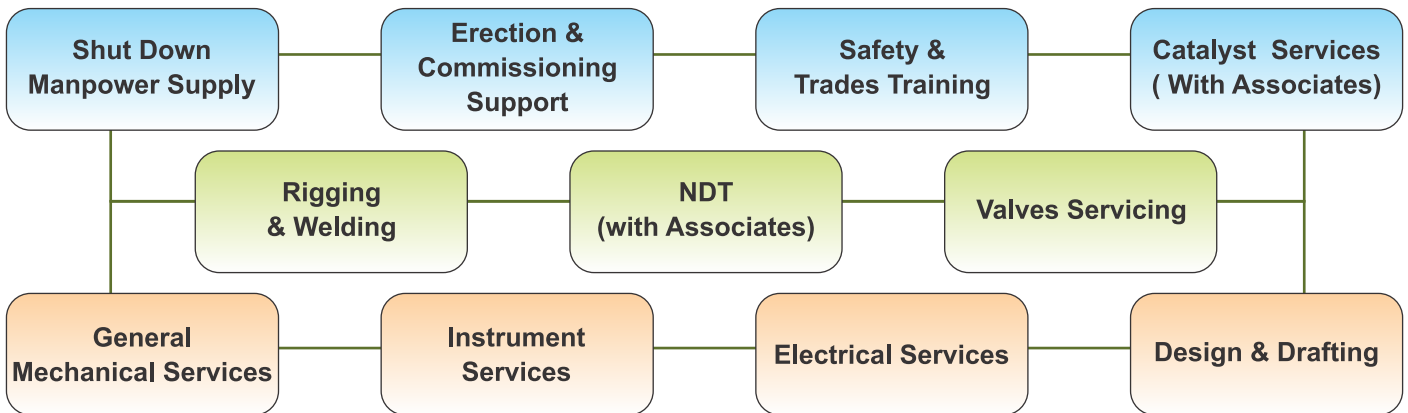 Shut Down
Manpower Supply
Erection &
Commissioning
Support
Safety &
Trades Training
Catalyst Services
( With Associates)
Rigging
& Welding
NDT
(with Associates)
Valves Servicing
General
Mechanical Services
Instrument
Services
Electrical Services
Design & Drafting